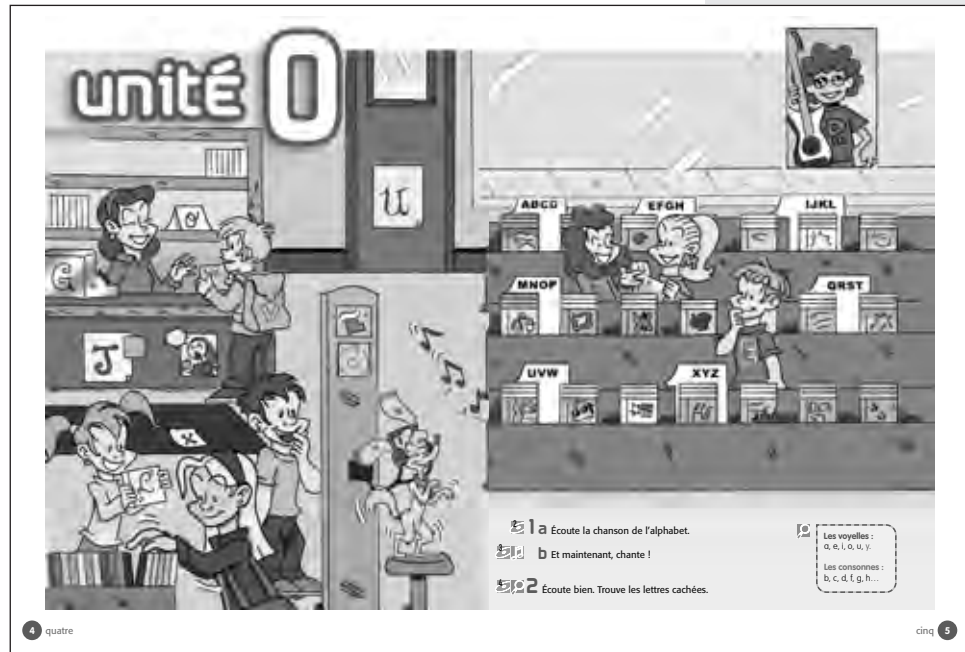 unité 0
U
O
J
x
ABCD
EFGH
IJKL
MNOP
QRST
UVW
XYZ
1 a Écoute la chanson de l'alphabet.
b Et maintenant, chante !
2 Écoute bien. Trouve les lettres cachées.
Les voyelles :
a, e, i, o, u, y.
Les consonnes :
b, c, d, f, g, h…
4 quatre
cinq 5